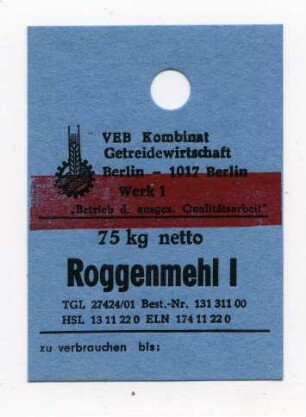 VEB Kombinat
Getreidewirtschaft
Berlin – 1017 Berlin
Werk 1
„Betrieb d. ausgez. Qualitätsarbeit"
75 kg netto
Roggenmehl I
TGL 27424/01 Best.-Nr. 131 311 00
HSL 13 11 22 0 ELN 174 11 22 0
zu verbrauchen bis: